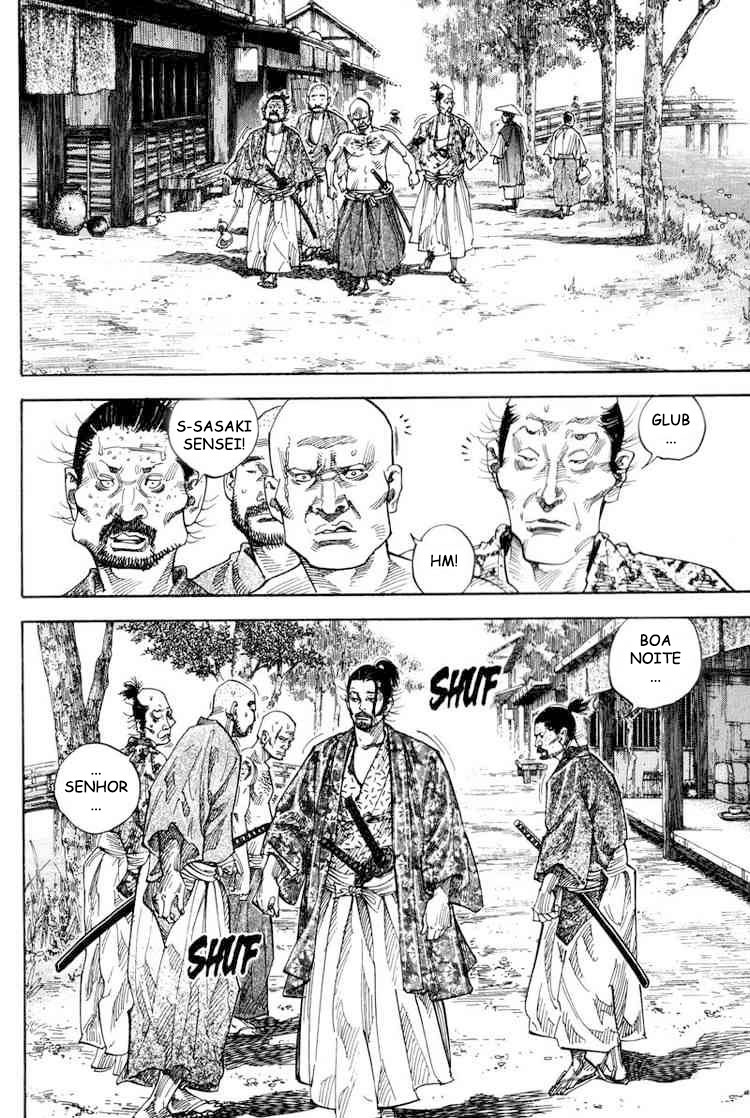 GLUB
...
HM!
S-SASAKI
SENSEI!
BOA
NOITE
...
SHUF
...
SENHOR
...
SHUF